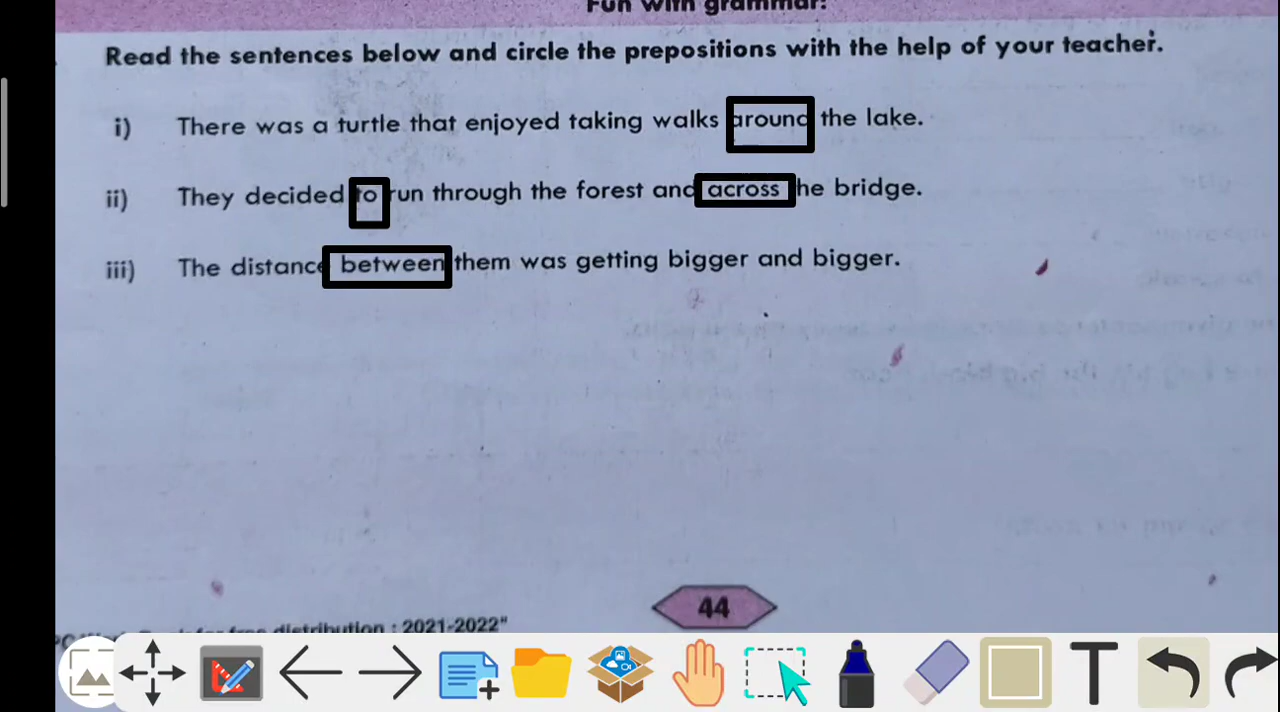 Fun with grammar!
Read the sentences below and circle the prepositions with the help of your teacher.
i) There was a turtle that enjoyed taking walks around the lake.
ii) They decided to run through the forest and across he bridge.
iii) The distance between them was getting bigger and bigger.
44
free distribution : 2021-2022"
T